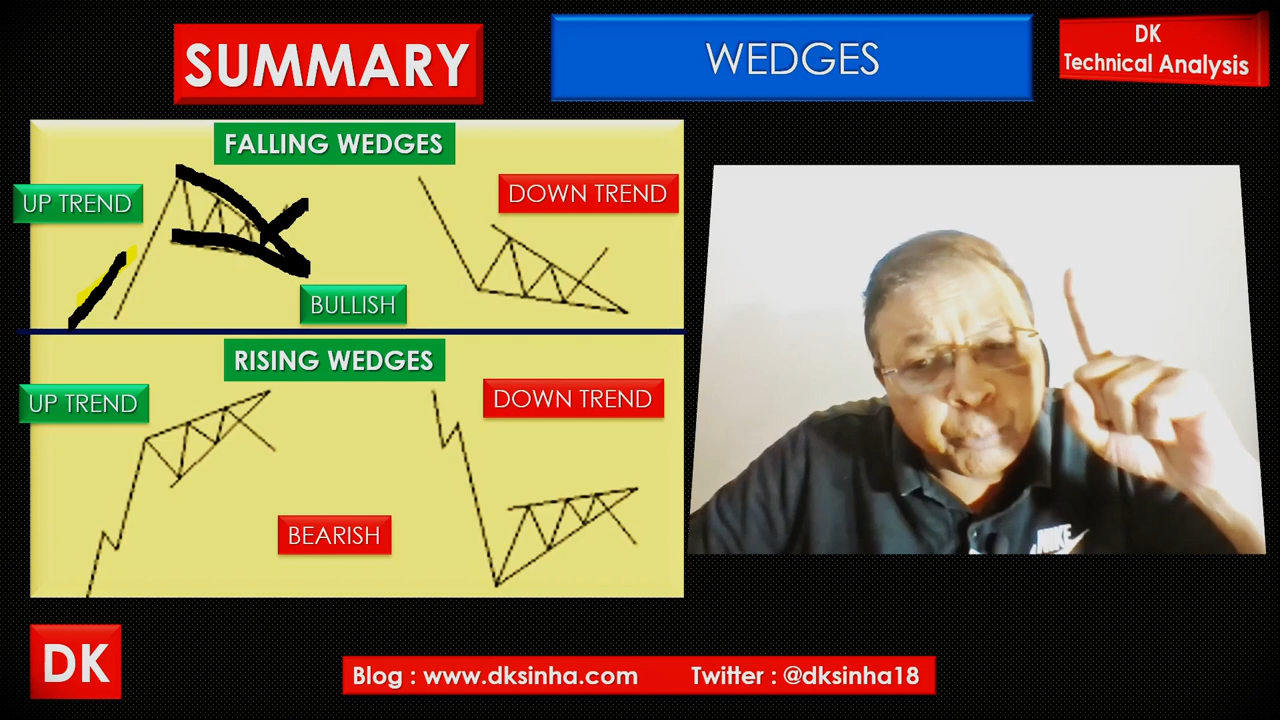 SUMMARY
WEDGES
DK
Technical Analysis
FALLING WEDGES
UP TREND
DOWN TREND
BULLISH
RISING WEDGES
UP TREND
DOWN TREND
BEARISH
NIKE
DK
Blog : www.dksinha.com Twitter : @dksinha18